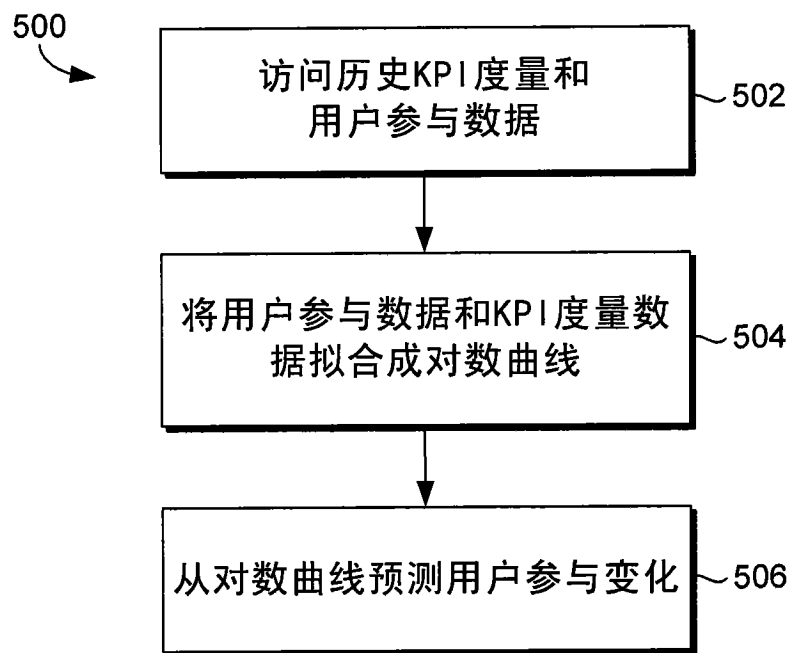 500
访问历史KPI度量和
用户参与数据
502
将用户参与数据和KPI度量数
据拟合成对数曲线
504
从对数曲线预测用户参与变化
506